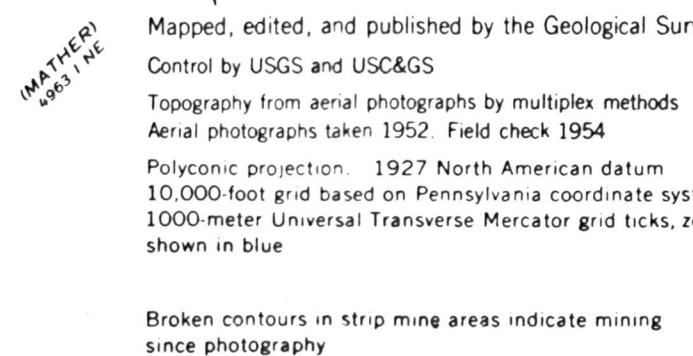 (MATHER)
4963 I NE
Mapped, edited, and published by the Geological
Control by USGS and USC&GS
Topography from aerial photographs by multiplex methods
Aerial photographs taken 1952. Field check 1954
Polyconic projection. 1927 North American datum
10,000-foot grid based on Pennsylvania coordinate
1000-meter Universal Transverse Mercator grid ticks,
shown in blue
Broken contours in strip mine areas indicate mining
since photography